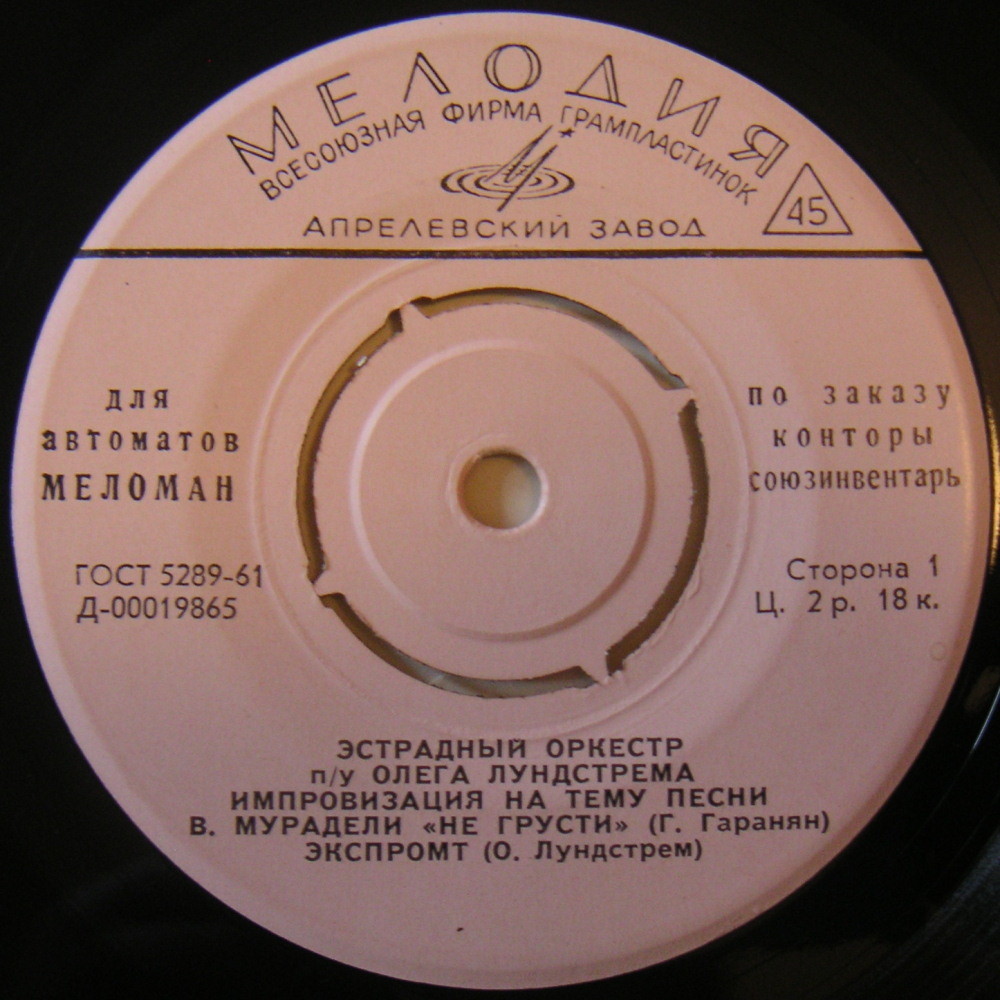 МЕЛОДИЯ
ВСЕСОЮЗНАЯ ФИРМА ГРАМПЛАСТИНОК
АПРЕЛЕВСКИЙ ЗАВОД
45
для
автоматов
МЕЛОМАН
по заказу
конторы
союзинвентарь
ГОСТ 5289-61
Д-00019865
Сторона 1
Ц. 2 р. 18 к.
ЭСТРАДНЫЙ ОРКЕСТР
п/у ОЛЕГА ЛУНДСТРЕМА
ИМПРОВИЗАЦИЯ НА ТЕМУ ПЕСНИ
В. МУРАДЕЛИ «НЕ ГРУСТИ» (Г. Гаранян)
ЭКСПРОМТ (О. Лундстрем)